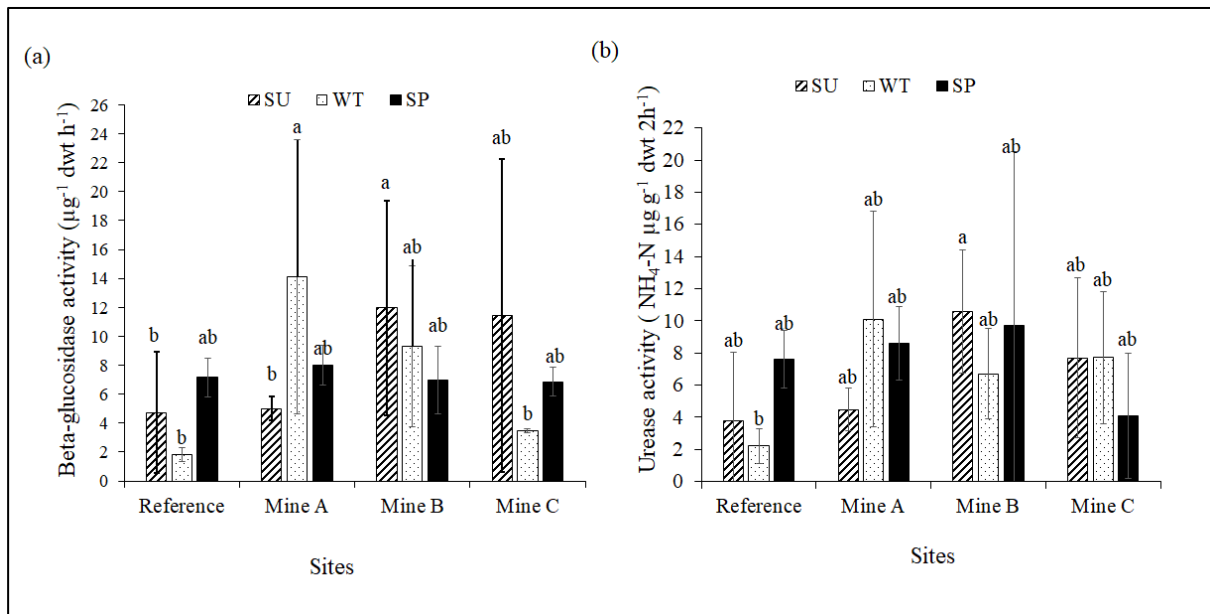 (a)
SU WT SP
Beta-glucosidase activity (µg⁻¹ dwt h⁻¹)
26
24
22
20
18
16
14
12
10
8
6
4
2
0
b
b
ab
b
a
ab
a
ab
ab
ab
b
ab
Reference Mine A Mine B Mine C
Sites
(b)
SU WT SP
Urease activity ( NH₄-N µg g⁻¹ dwt 2h⁻¹)
22
20
18
16
14
12
10
8
6
4
2
0
ab
b
ab
ab
ab
ab
a
ab
ab
ab
ab
ab
Reference Mine A Mine B Mine C
Sites